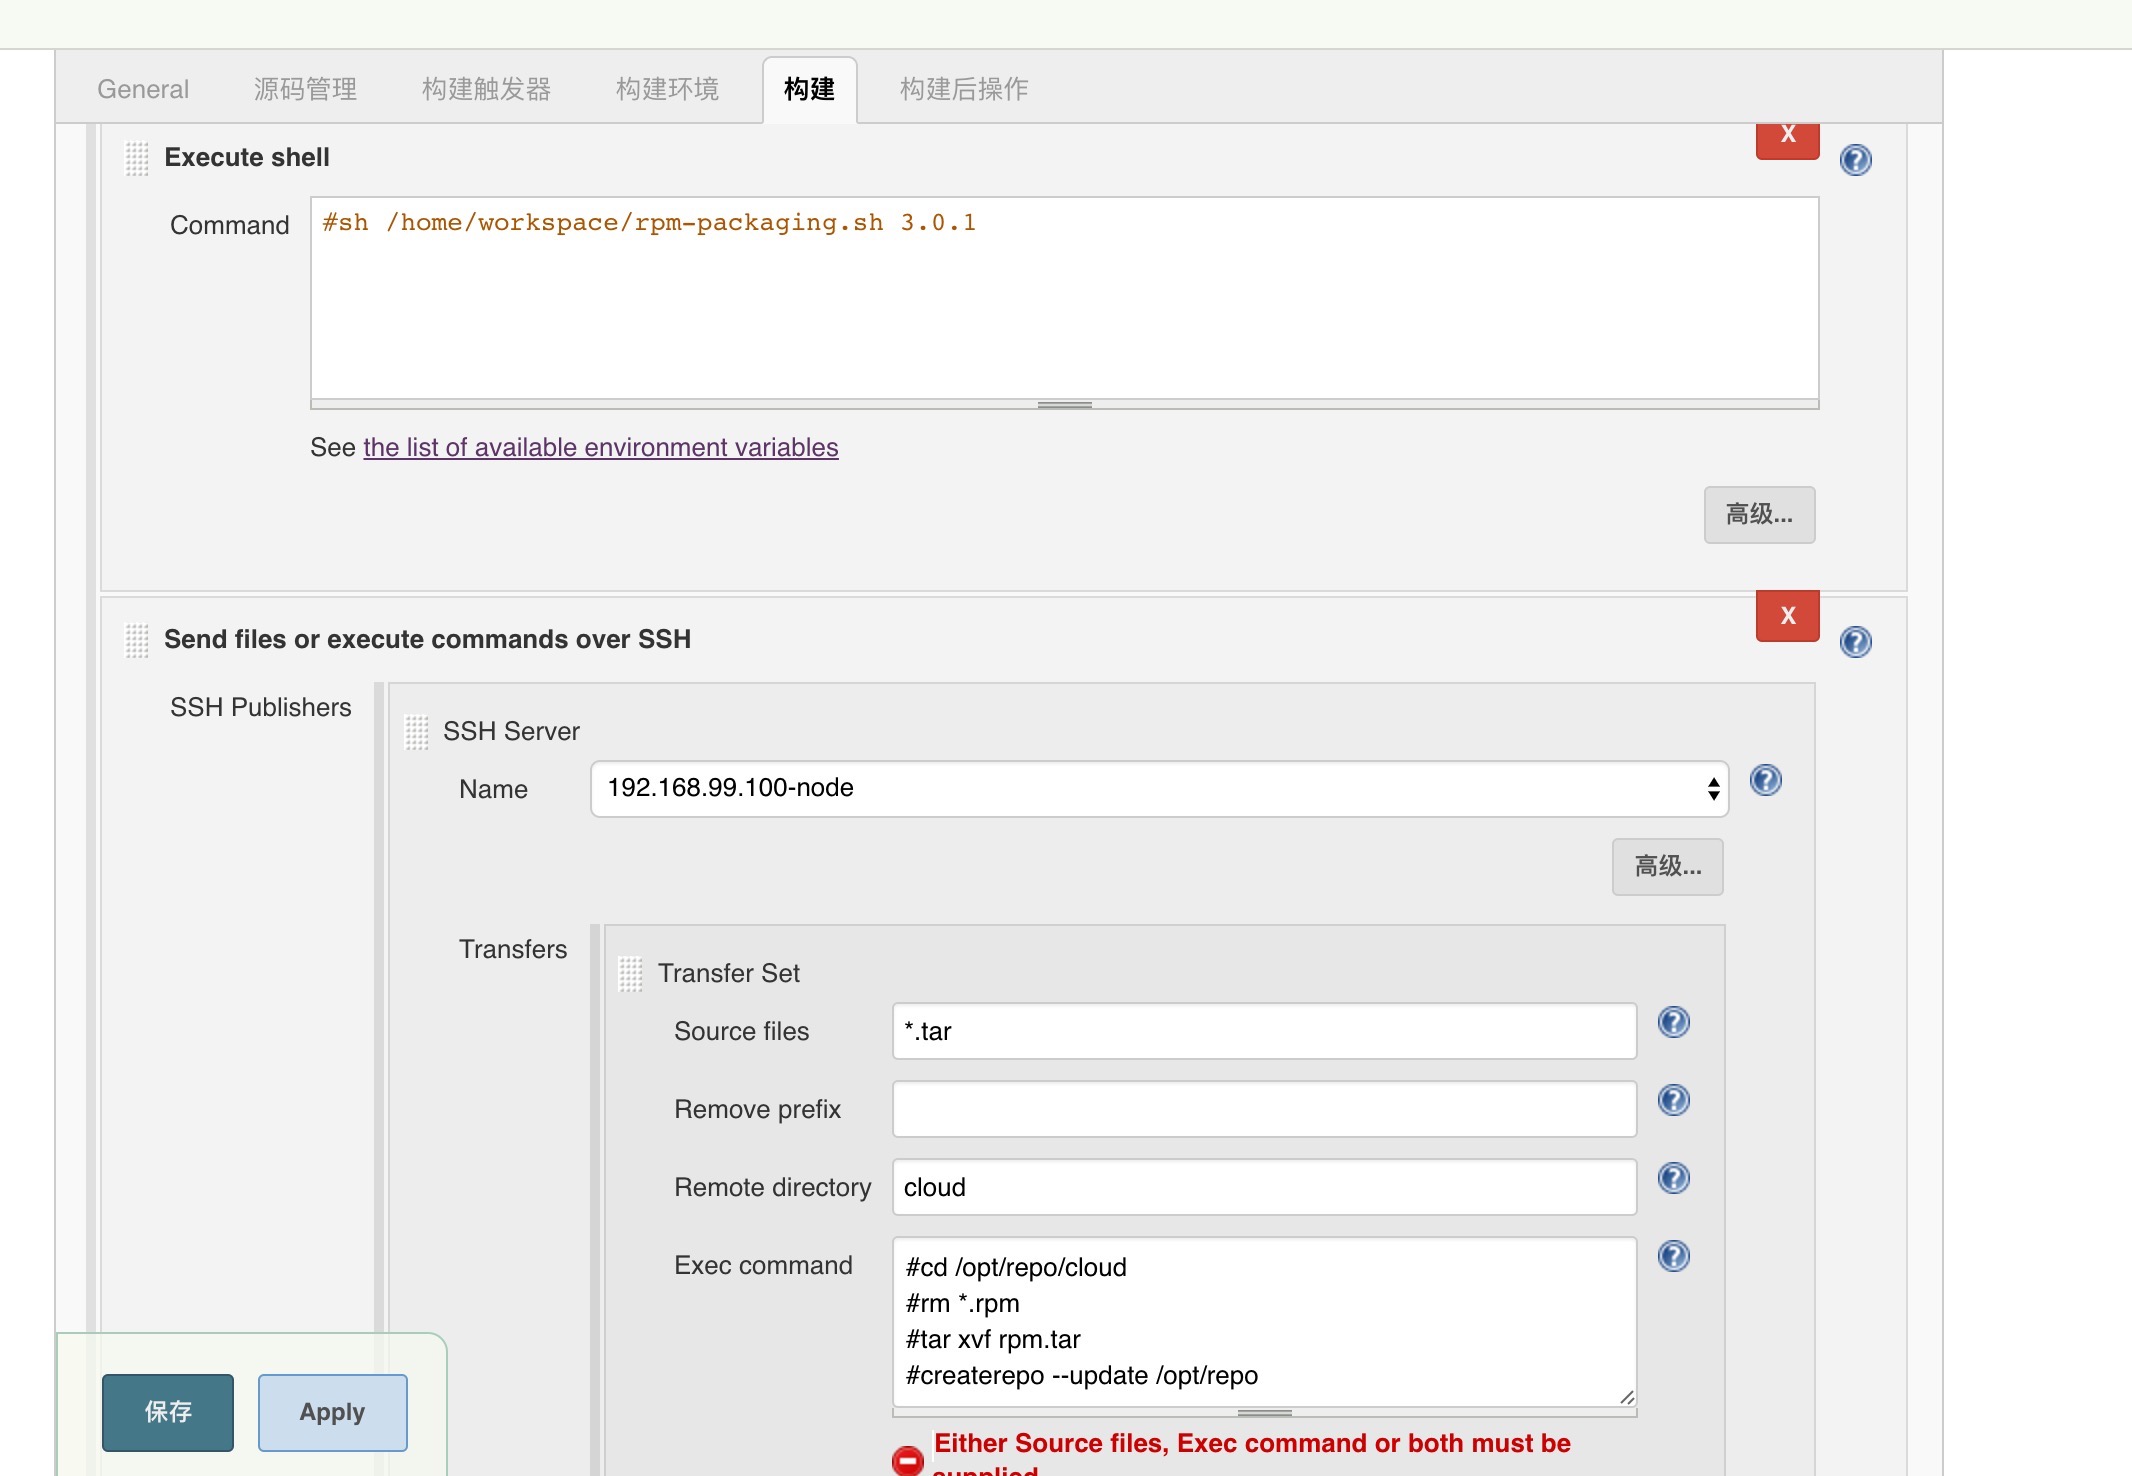 General 源码管理 构建触发器 构建环境 构建 构建后操作
Execute shell
X
Command
#sh /home/workspace/rpm-packaging.sh 3.0.1
See the list of available environment variables
高级...
Send files or execute commands over SSH
X
SSH Publishers
SSH Server
Name
192.168.99.100-node
高级...
Transfers
Transfer Set
Source files
*.tar
Remove prefix
Remote directory
cloud
Exec command
#cd /opt/repo/cloud
#rm *.rpm
#tar xvf rpm.tar
#createrepo --update /opt/repo
Either Source files, Exec command or both must be
supplied
保存
Apply